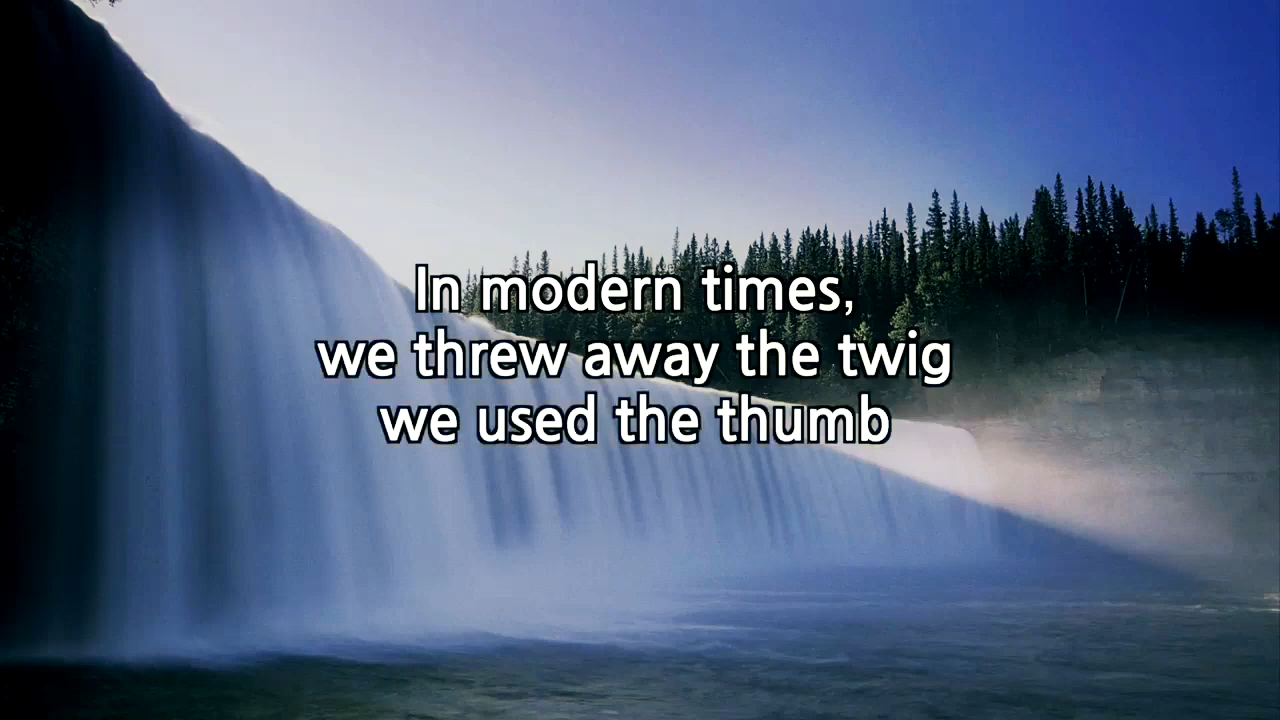 In modern times,
we threw away the twig
we used the thumb